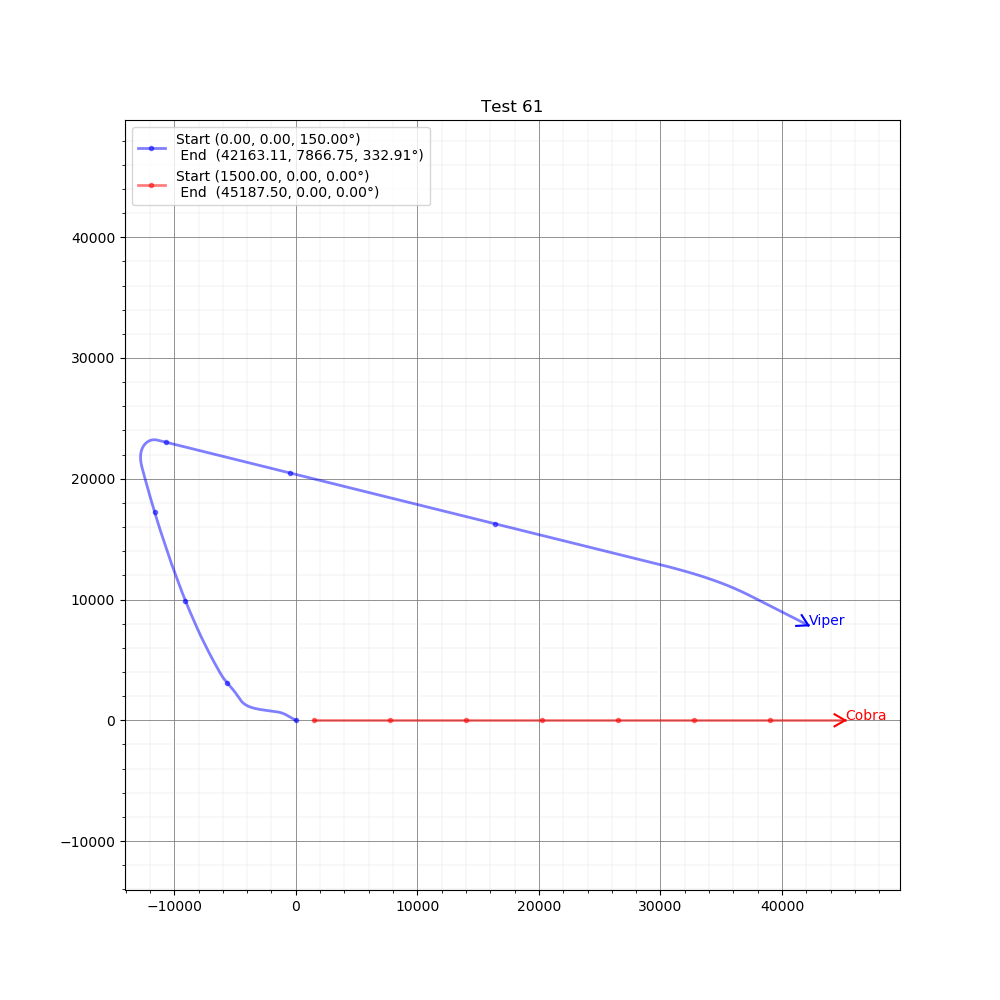 Test 61
Start (0.00, 0.00, 150.00°)
End (42163.11, 7866.75, 332.91°)
Start (1500.00, 0.00, 0.00°)
End (45187.50, 0.00, 0.00°)
40000
30000
20000
10000
0
−10000
Viper
Cobra
−10000
0
10000
20000
30000
40000